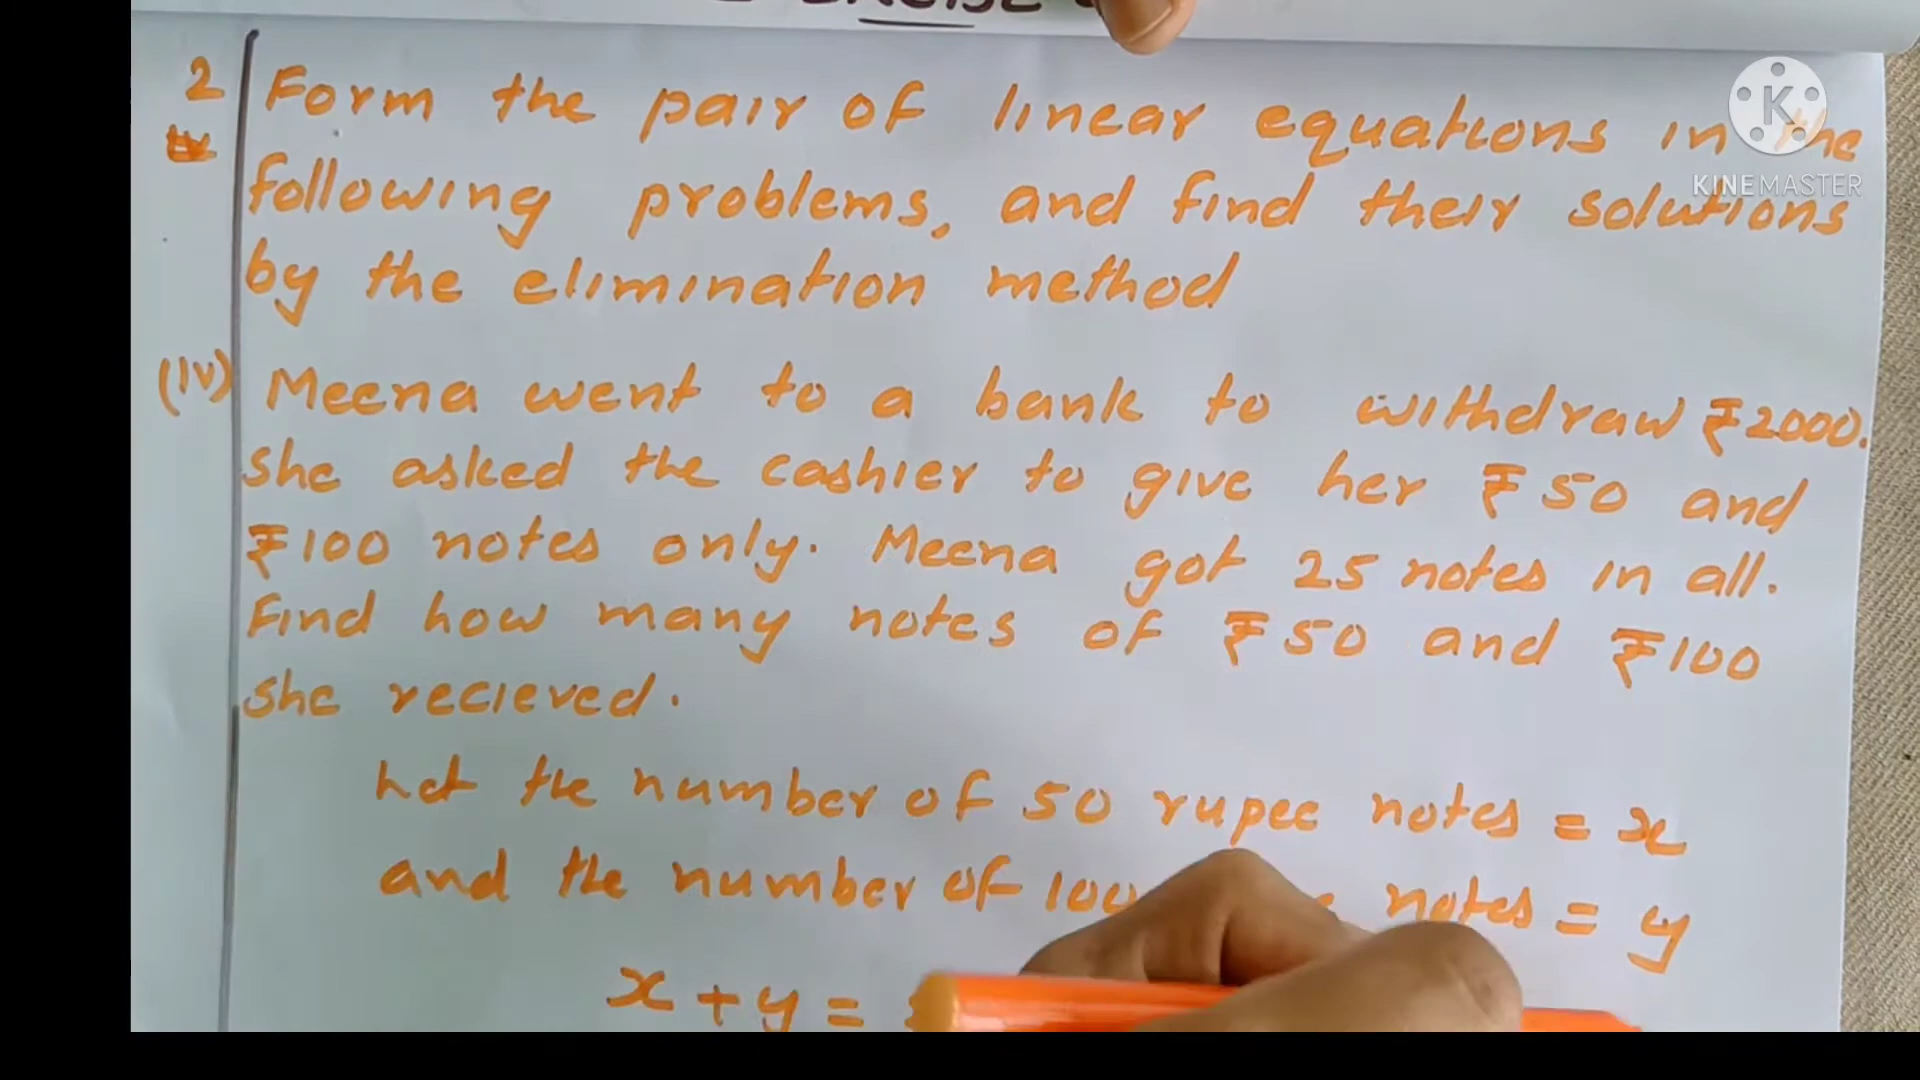 2 Form the pair of linear equations in the
following problems, and find their solutions
by the elimination method
(iv) Meena went to a bank to withdraw ₹2000.
she asked the cashier to give her ₹50 and
₹100 notes only. Meena got 25 notes in all.
Find how many notes of ₹50 and ₹100
she recieved.
Let the number of 50 rupee notes = x
and the number of 100 notes = y
x + y =
KINEMASTER